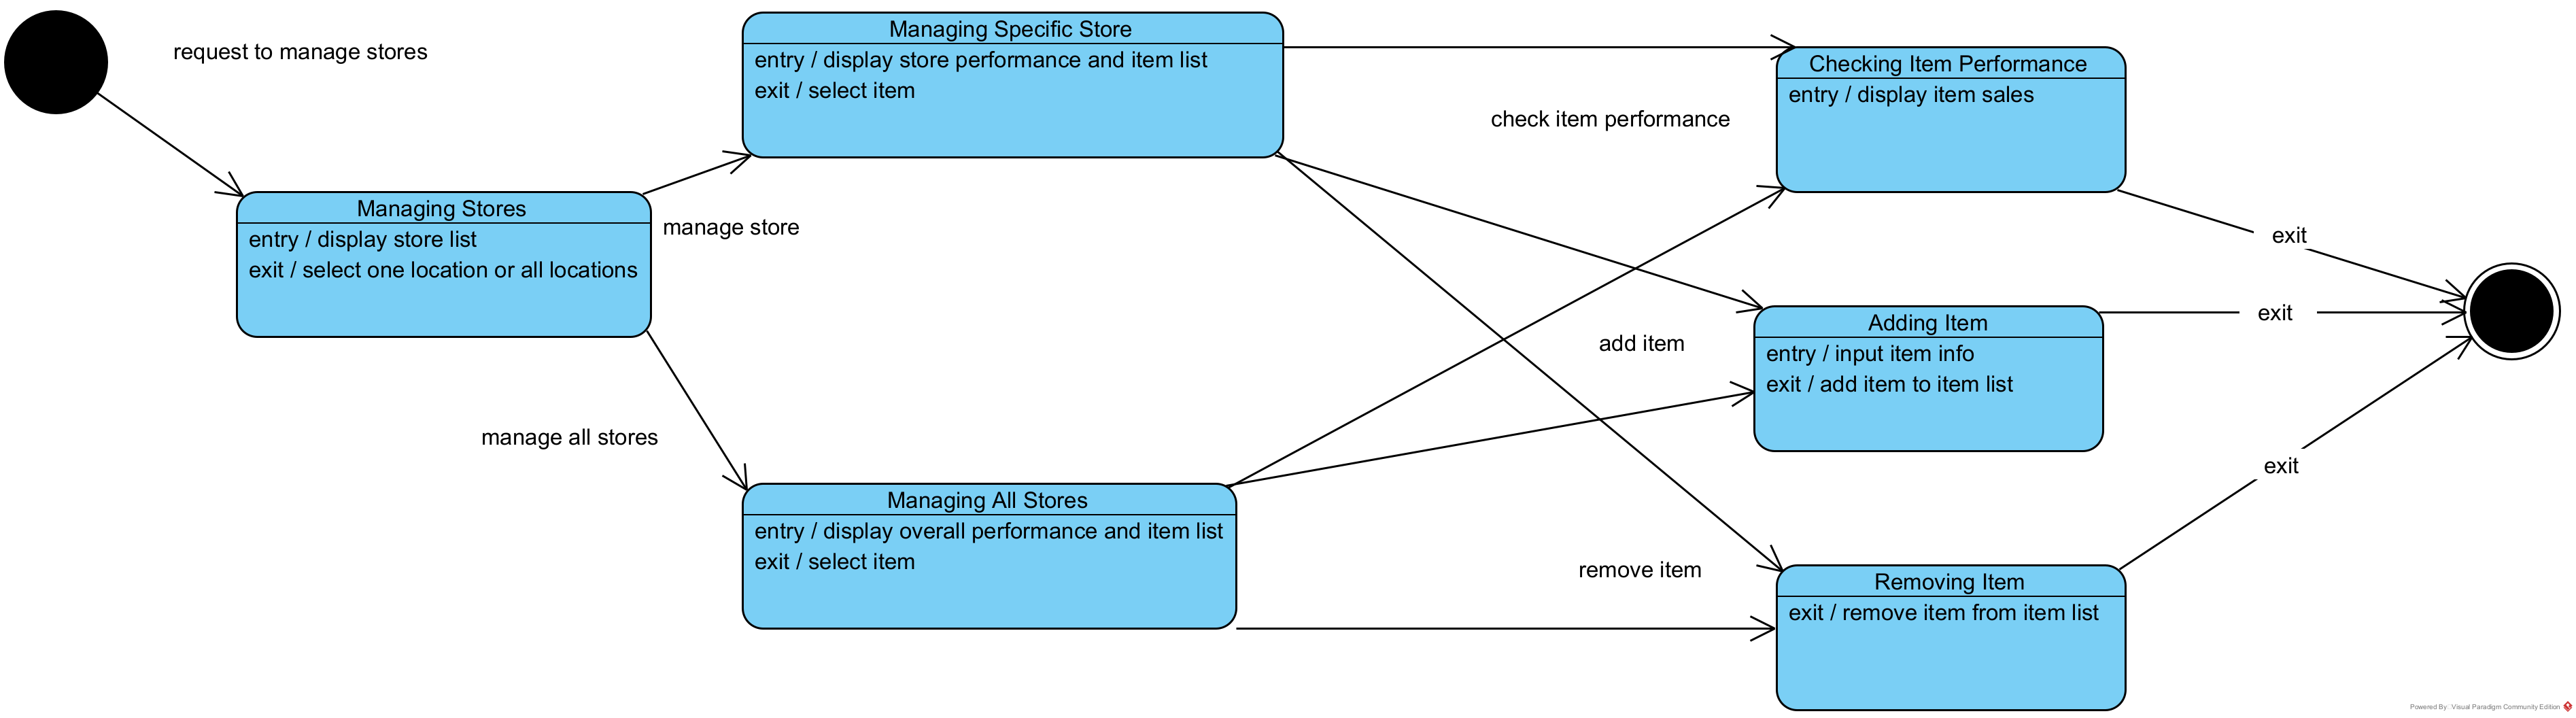 request to manage stores
Managing Stores
entry / display store list
exit / select one location or all locations
manage store
manage all stores
Managing Specific Store
entry / display store performance and item list
exit / select item
Managing All Stores
entry / display overall performance and item list
exit / select item
check item performance
add item
remove item
Checking Item Performance
entry / display item sales
Adding Item
entry / input item info
exit / add item to item list
Removing Item
exit / remove item from item list
exit
exit
exit
Powered By: Visual Paradigm Community Edition